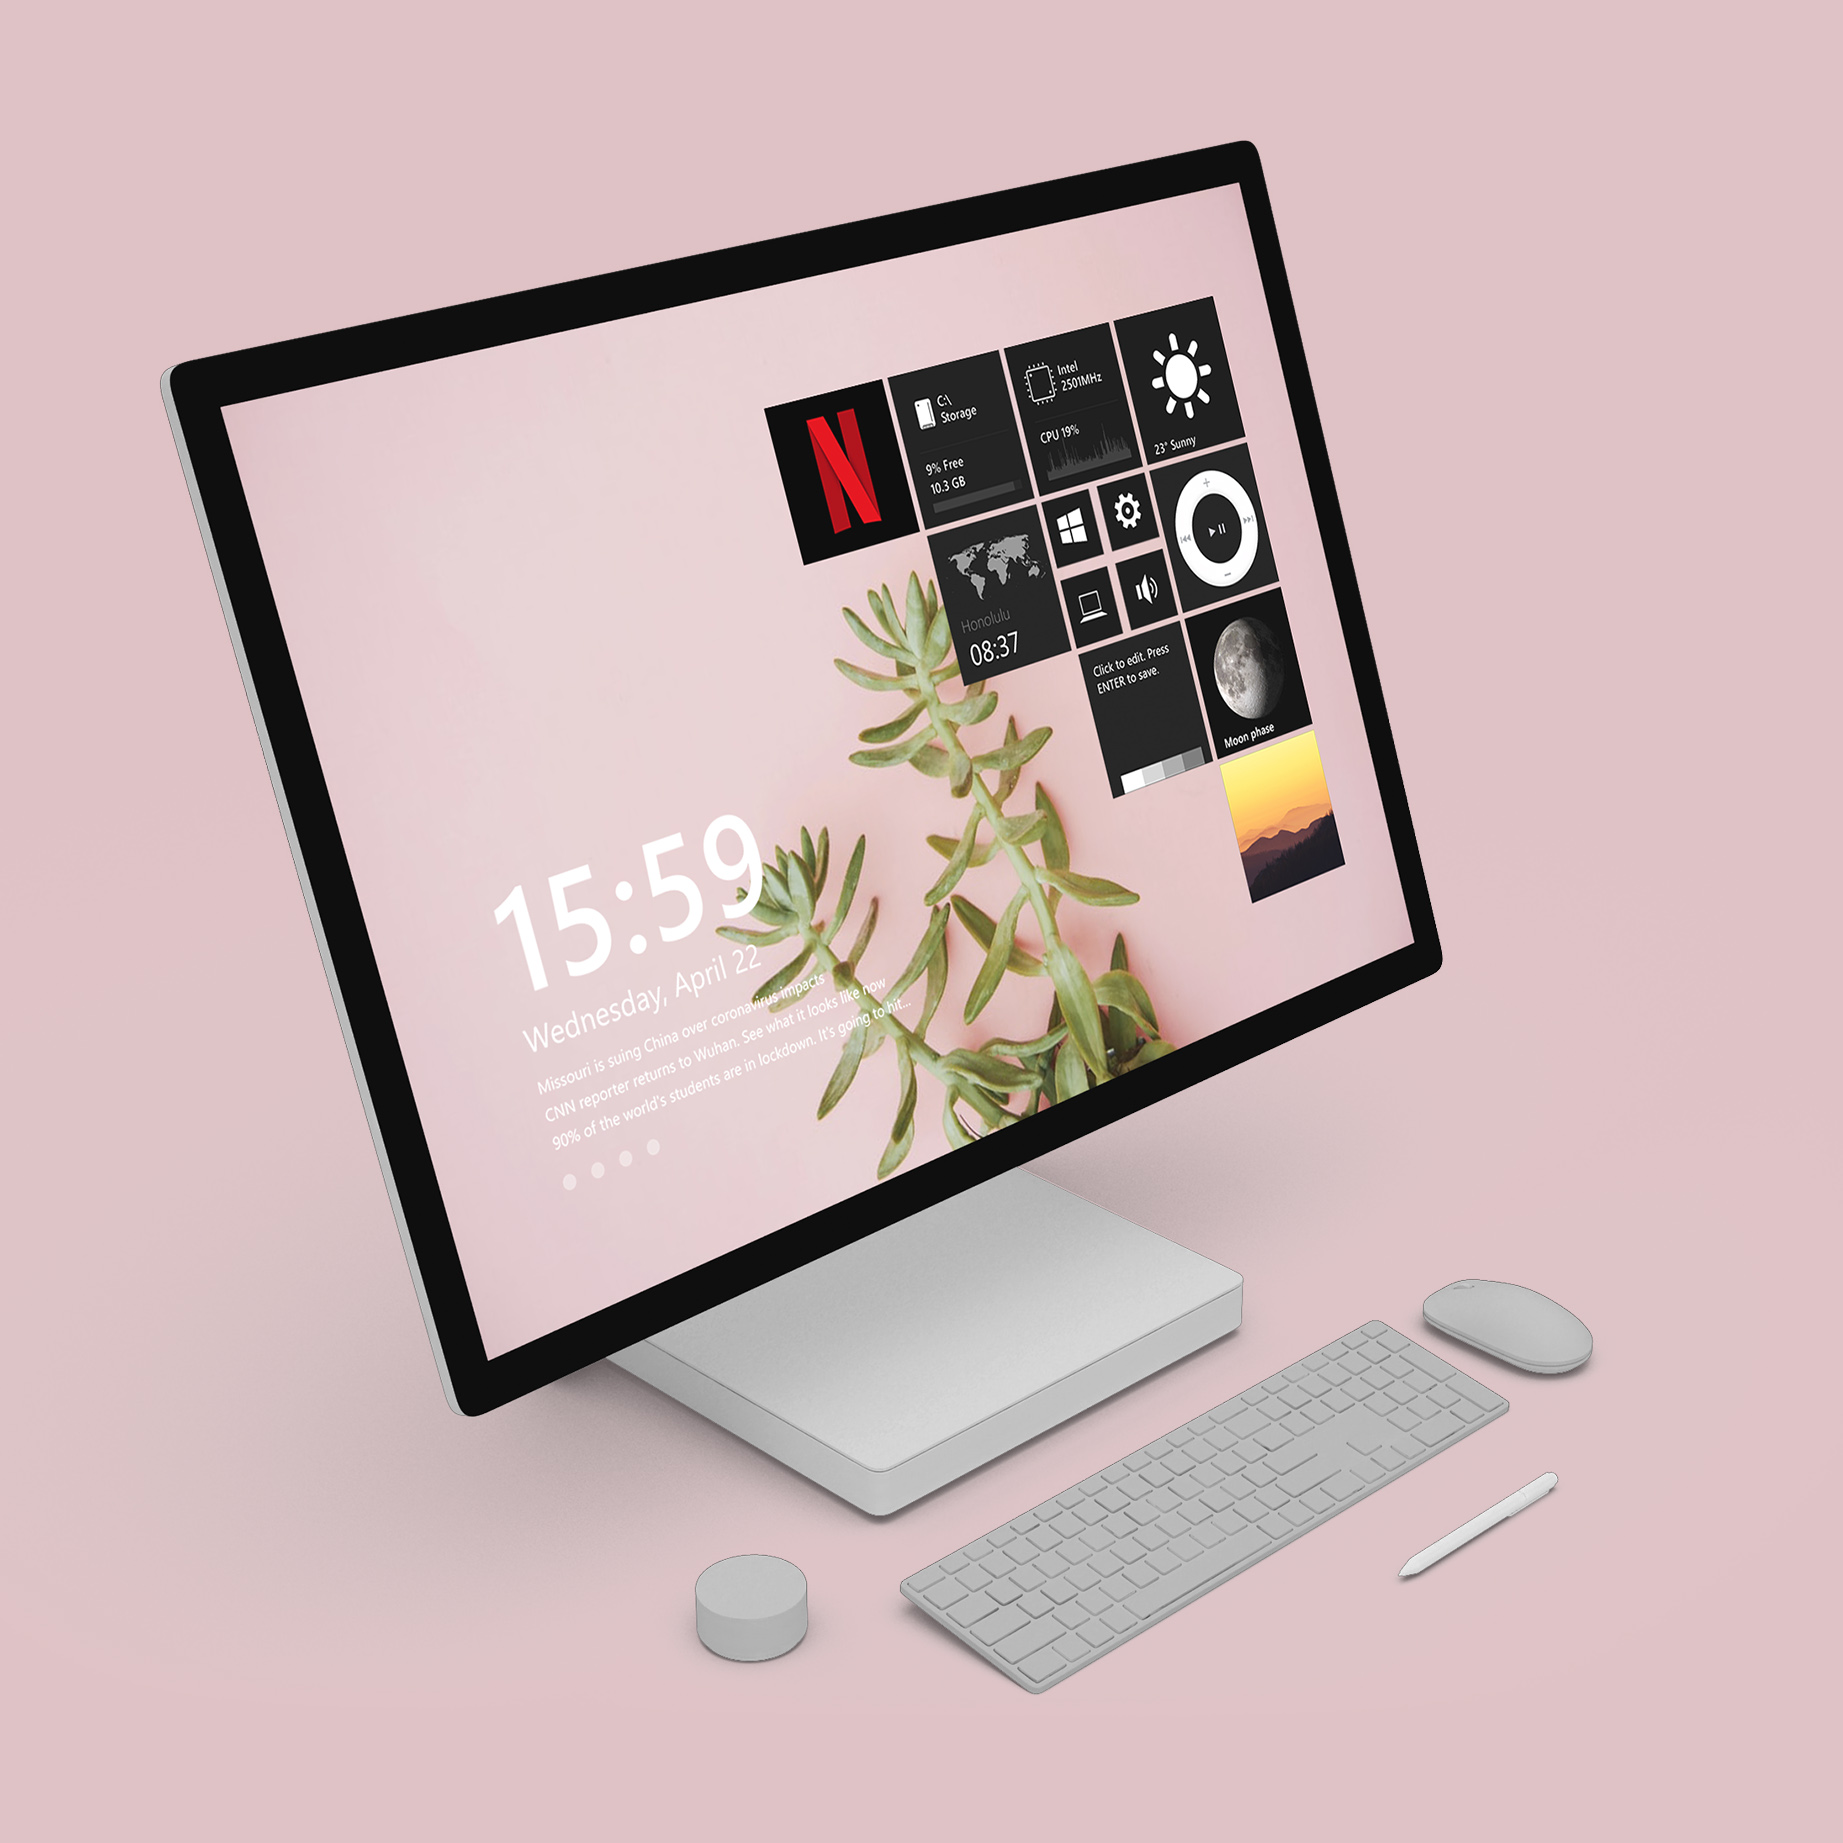 N
C:\
Storage
9% Free
10.3 GB
Intel
2501MHz
CPU 19%
23° Sunny
Honolulu
08:37
Click to edit. Press
ENTER to save.
Moon phase
15:59
Wednesday, April 22
Missouri is suing China over coronavirus impacts
CNN reporter returns to Wuhan. See what it looks like now
90% of the world's students are in lockdown. It's going to hit...